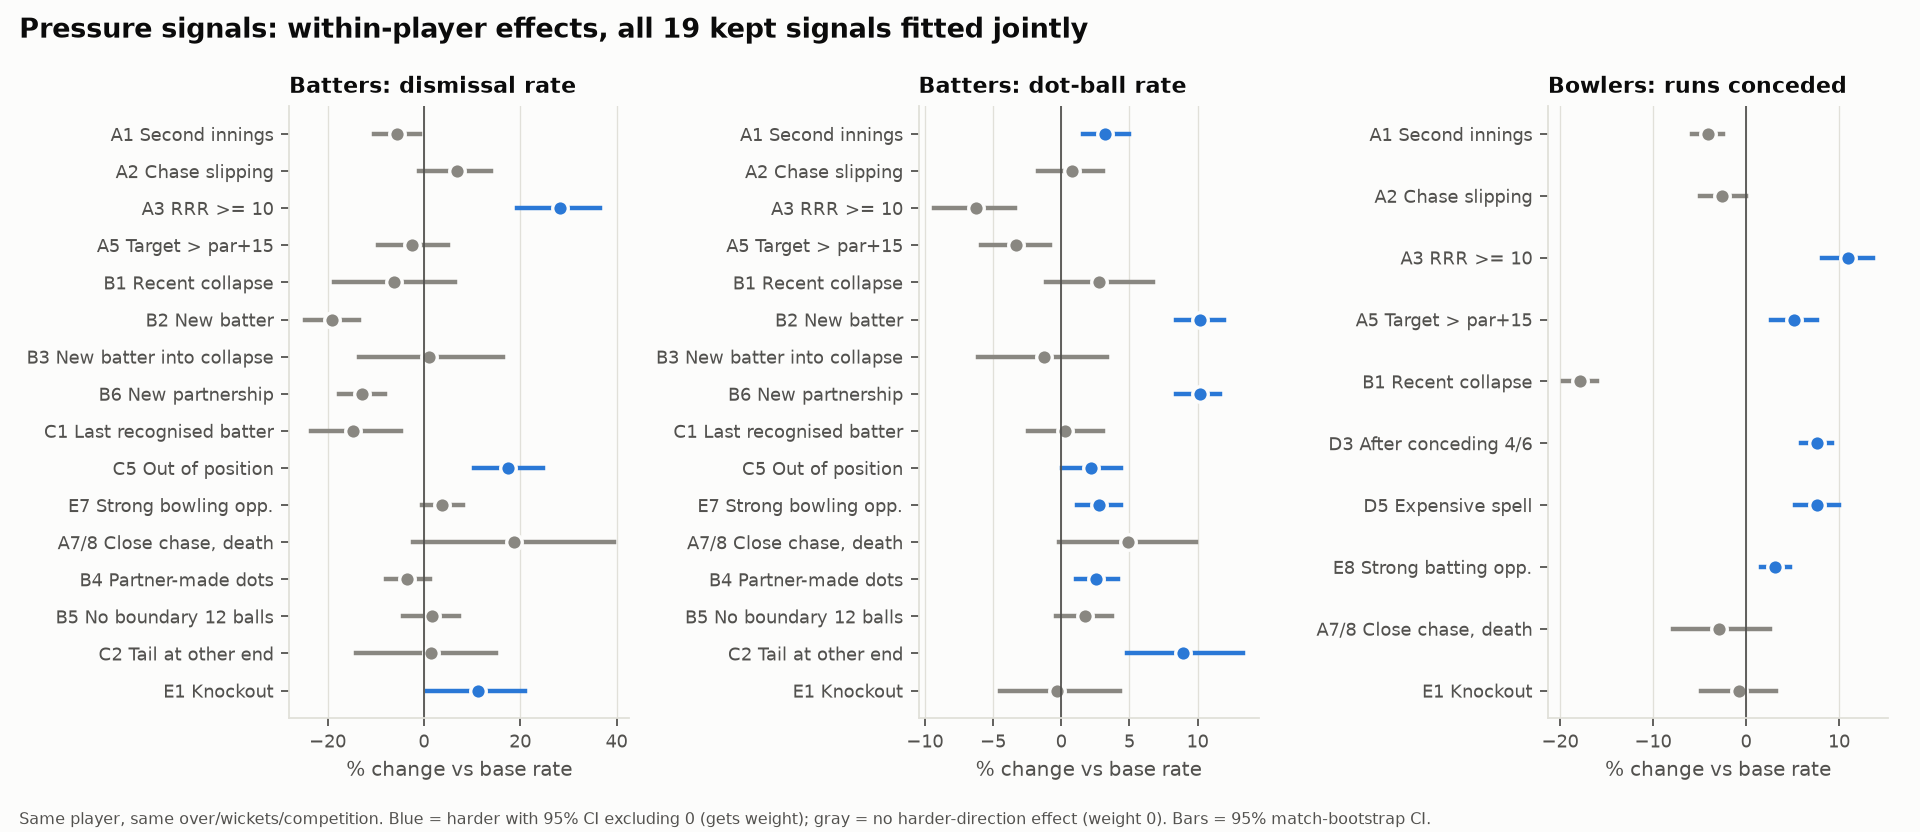 Pressure signals: within-player effects, all 19 kept signals fitted jointly
Batters: dismissal rate
A1 Second innings
A2 Chase slipping
A3 RRR >= 10
A5 Target > par+15
B1 Recent collapse
B2 New batter
B3 New batter into collapse
B6 New partnership
C1 Last recognised batter
C5 Out of position
E7 Strong bowling opp.
A7/8 Close chase, death
B4 Partner-made dots
B5 No boundary 12 balls
C2 Tail at other end
E1 Knockout
−20 0 20 40
% change vs base rate
Batters: dot-ball rate
A1 Second innings
A2 Chase slipping
A3 RRR >= 10
A5 Target > par+15
B1 Recent collapse
B2 New batter
B3 New batter into collapse
B6 New partnership
C1 Last recognised batter
C5 Out of position
E7 Strong bowling opp.
A7/8 Close chase, death
B4 Partner-made dots
B5 No boundary 12 balls
C2 Tail at other end
E1 Knockout
−10 −5 0 5 10
% change vs base rate
Bowlers: runs conceded
A1 Second innings
A2 Chase slipping
A3 RRR >= 10
A5 Target > par+15
B1 Recent collapse
D3 After conceding 4/6
D5 Expensive spell
E8 Strong batting opp.
A7/8 Close chase, death
E1 Knockout
−20 −10 0 10
% change vs base rate
Same player, same over/wickets/competition. Blue = harder with 95% CI excluding 0 (gets weight); gray = no harder-direction effect (weight 0). Bars = 95% match-bootstrap CI.